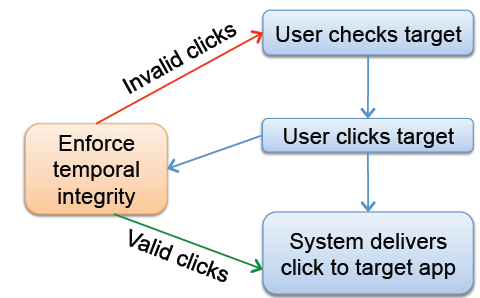 Invalid clicks
User checks target
Enforce
temporal
integrity
User clicks target
Valid clicks
System delivers
click to target app